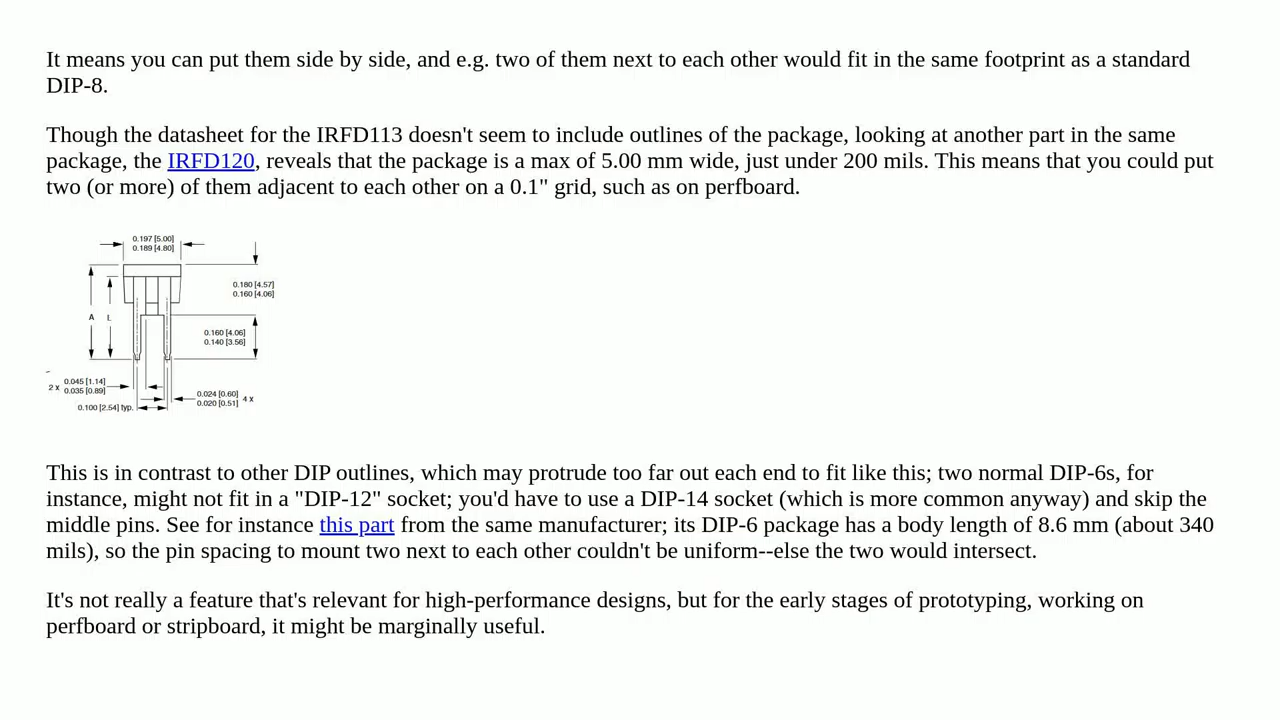 It means you can put them side by side, and e.g. two of them next to each other would fit in the same footprint as a standard
DIP-8.
Though the datasheet for the IRFD113 doesn't seem to include outlines of the package, looking at another part in the same
package, the IRFD120, reveals that the package is a max of 5.00 mm wide, just under 200 mils. This means that you could put
two (or more) of them adjacent to each other on a 0.1" grid, such as on perfboard.
0.197 [5.00]
0.189 [4.80]
0.180 [4.57]
0.160 [4.06]
A L
0.160 [4.06]
0.140 [3.56]
2 x 0.045 [1.14]
0.035 [0.89]
0.024 [0.60]
0.020 [0.51] 4 x
0.100 [2.54] typ.
This is in contrast to other DIP outlines, which may protrude too far out each end to fit like this; two normal DIP-6s, for
instance, might not fit in a "DIP-12" socket; you'd have to use a DIP-14 socket (which is more common anyway) and skip the
middle pins. See for instance this part from the same manufacturer; its DIP-6 package has a body length of 8.6 mm (about 340
mils), so the pin spacing to mount two next to each other couldn't be uniform--else the two would intersect.
It's not really a feature that's relevant for high-performance designs, but for the early stages of prototyping, working on
perfboard or stripboard, it might be marginally useful.